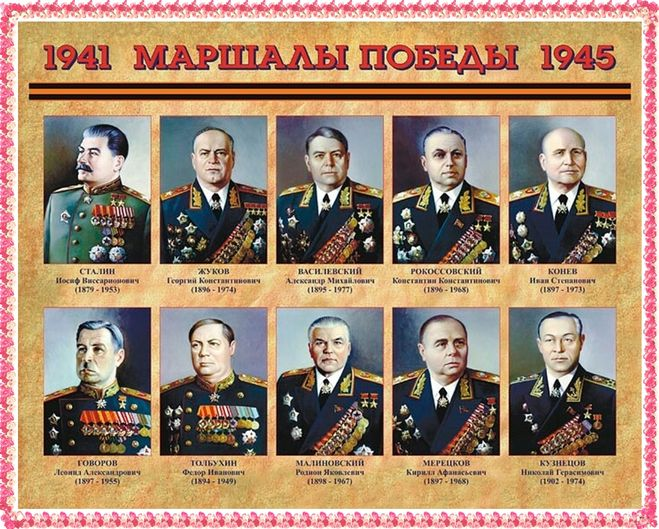 1941 МАРШАЛЫ ПОБЕДЫ 1945
СТАЛИН
Иосиф Виссарионович
(1879 - 1953)
ЖУКОВ
Георгий Константинович
(1896 - 1974)
ВАСИЛЕВСКИЙ
Александр Михайлович
(1895 - 1977)
РОКОССОВСКИЙ
Константин Константинович
(1896 - 1968)
КОНЕВ
Иван Степанович
(1897 - 1973)
ГОВОРОВ
Леонид Александрович
(1897 - 1955)
ТОЛБУХИН
Федор Иванович
(1894 - 1949)
МАЛИНОВСКИЙ
Родион Яковлевич
(1898 - 1967)
МЕРЕЦКОВ
Кирилл Афанасьевич
(1897 - 1968)
КУЗНЕЦОВ
Николай Герасимович
(1902 - 1974)